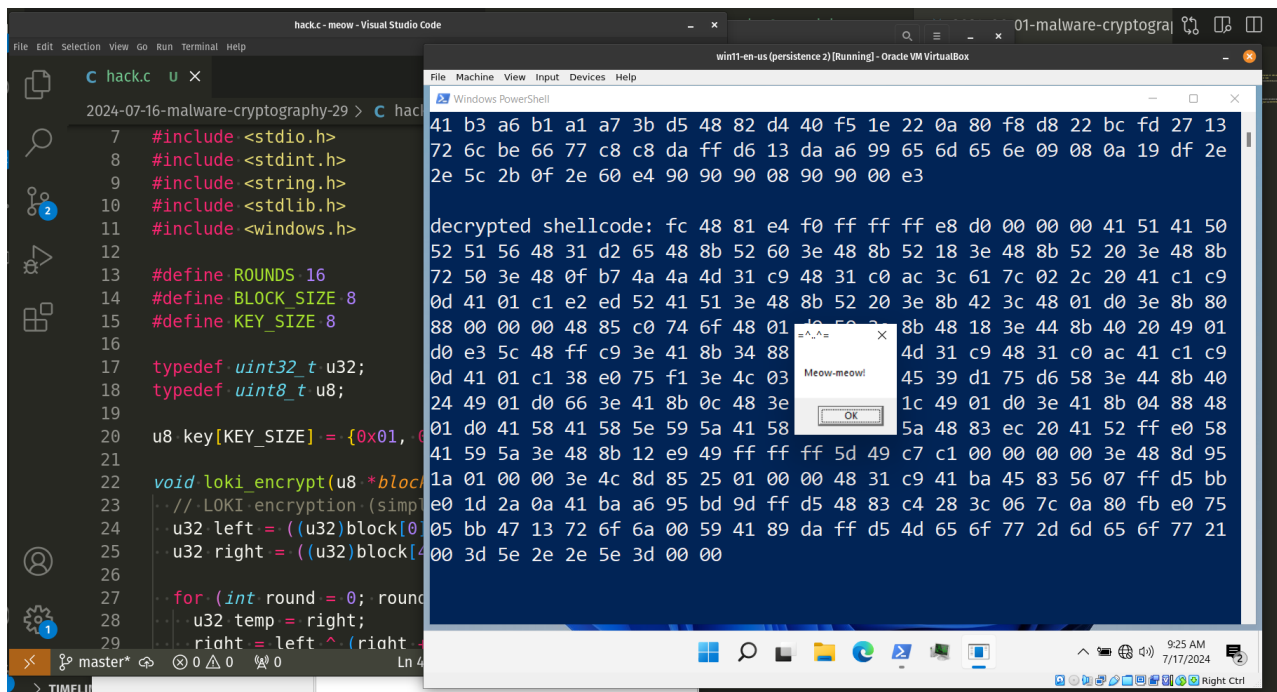 hack.c - meow - Visual Studio Code
01-malware-cryptogra
File Edit Selection View Go Run Terminal Help
C hack.c U
2024-07-16-malware-cryptography-29 > C hac
7 #include <stdio.h>
8 #include <stdint.h>
9 #include <string.h>
10 #include <stdlib.h>
11 #include <windows.h>
12
13 #define ROUNDS 16
14 #define BLOCK_SIZE 8
15 #define KEY_SIZE 8
16
17 typedef uint32_t u32;
18 typedef uint8_t u8;
19
20 u8 key[KEY_SIZE] = {0x01,
21
22 void loki_encrypt(u8 *bloc
23 // LOKI encryption (simp
24 u32 left = ((u32)block[0]
25 u32 right = ((u32)block[4
26
27 for (int round = 0; round
28 u32 temp = right;
29 right = left ^ (right
2
1
master* 0 0 0 Ln 4
TIMELIN
win11-en-us (persistence 2) [Running] - Oracle VM VirtualBox
File Machine View Input Devices Help
Windows PowerShell
41 b3 a6 b1 a1 a7 3b d5 48 82 d4 40 f5 1e 22 0a 80 f8 d8 22 bc fd 27 13
72 6c be 66 77 c8 c8 da ff d6 13 da a6 99 65 6d 65 6e 09 08 0a 19 df 2e
2e 5c 2b 0f 2e 60 e4 90 90 90 08 90 90 00 e3
decrypted shellcode: fc 48 81 e4 f0 ff ff ff e8 d0 00 00 00 41 51 41 50
52 51 56 48 31 d2 65 48 8b 52 60 3e 48 8b 52 18 3e 48 8b 52 20 3e 48 8b
72 50 3e 48 0f b7 4a 4a 4d 31 c9 48 31 c0 ac 3c 61 7c 02 2c 20 41 c1 c9
0d 41 01 c1 e2 ed 52 41 51 3e 48 8b 52 20 3e 8b 42 3c 48 01 d0 3e 8b 80
88 00 00 00 48 85 c0 74 6f 48 01 8b 48 18 3e 44 8b 40 20 49 01
d0 e3 5c 48 ff c9 3e 41 8b 34 88 4d 31 c9 48 31 c0 ac 41 c1 c9
0d 41 01 c1 38 e0 75 f1 3e 4c 03 45 39 d1 75 d6 58 3e 44 8b 40
24 49 01 d0 66 3e 41 8b 0c 48 3e 1c 49 01 d0 3e 41 8b 04 88 48
01 d0 41 58 41 58 5e 59 5a 41 58 5a 48 83 ec 20 41 52 ff e0 58
41 59 5a 3e 48 8b 12 e9 49 ff ff ff 5d 49 c7 c1 00 00 00 00 3e 48 8d 95
1a 01 00 00 3e 4c 8d 85 25 01 00 00 48 31 c9 41 ba 45 83 56 07 ff d5 bb
e0 1d 2a 0a 41 ba a6 95 bd 9d ff d5 48 83 c4 28 3c 06 7c 0a 80 fb e0 75
05 bb 47 13 72 6f 6a 00 59 41 89 da ff d5 4d 65 6f 77 2d 6d 65 6f 77 21
00 3d 5e 2e 2e 5e 3d 00 00
=^..^=
Meow-meow!
OK
9:25 AM
7/17/2024
2
Right Ctrl